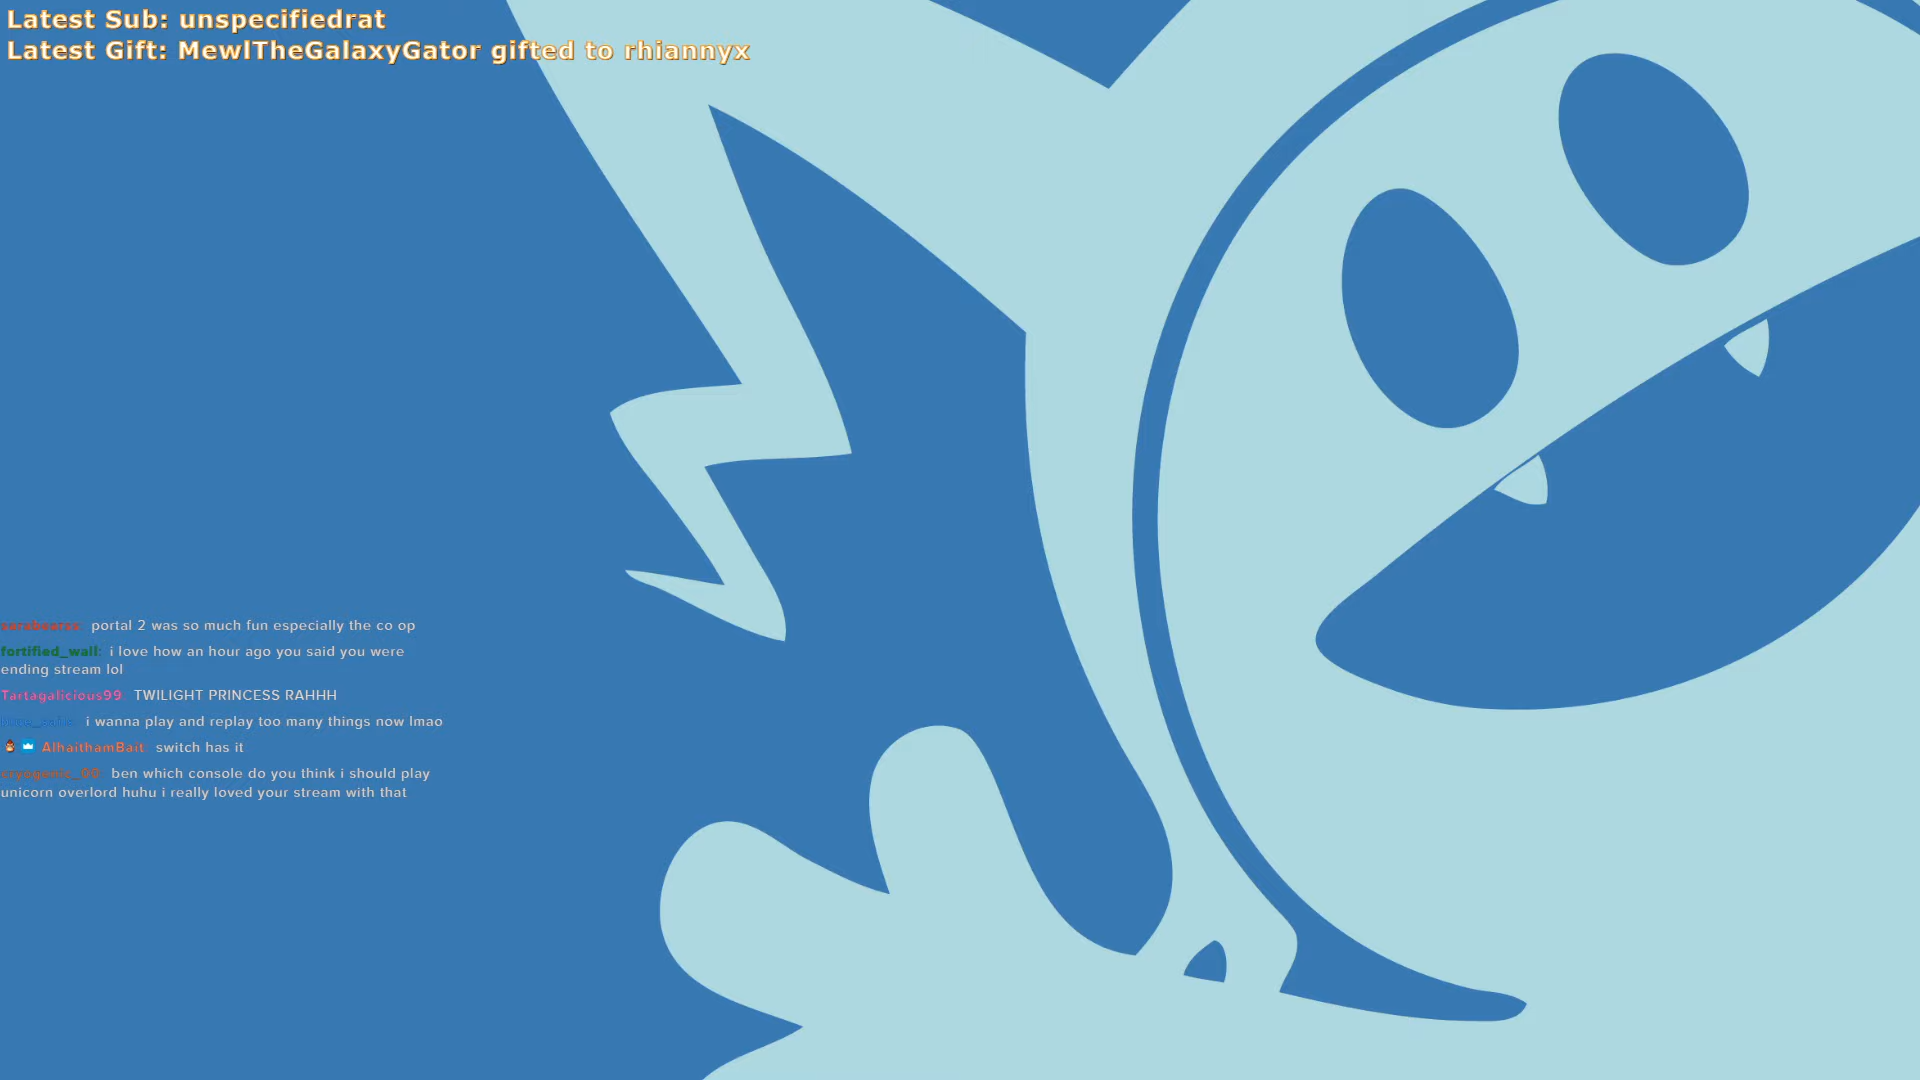 Latest Sub: unspecifiedrat
Latest Gift: MewlTheGalaxyGator gifted to rhiannyx
portal 2 was so much fun especially the co op
fortified_wall: i love how an hour ago you said you were
ending stream lol
Tartagalicious99: TWILIGHT PRINCESS RAHHH
i wanna play and replay too many things now lmao
AlhaithamBait: switch has it
ben which console do you think i should play
unicorn overlord huhu i really loved your stream with that